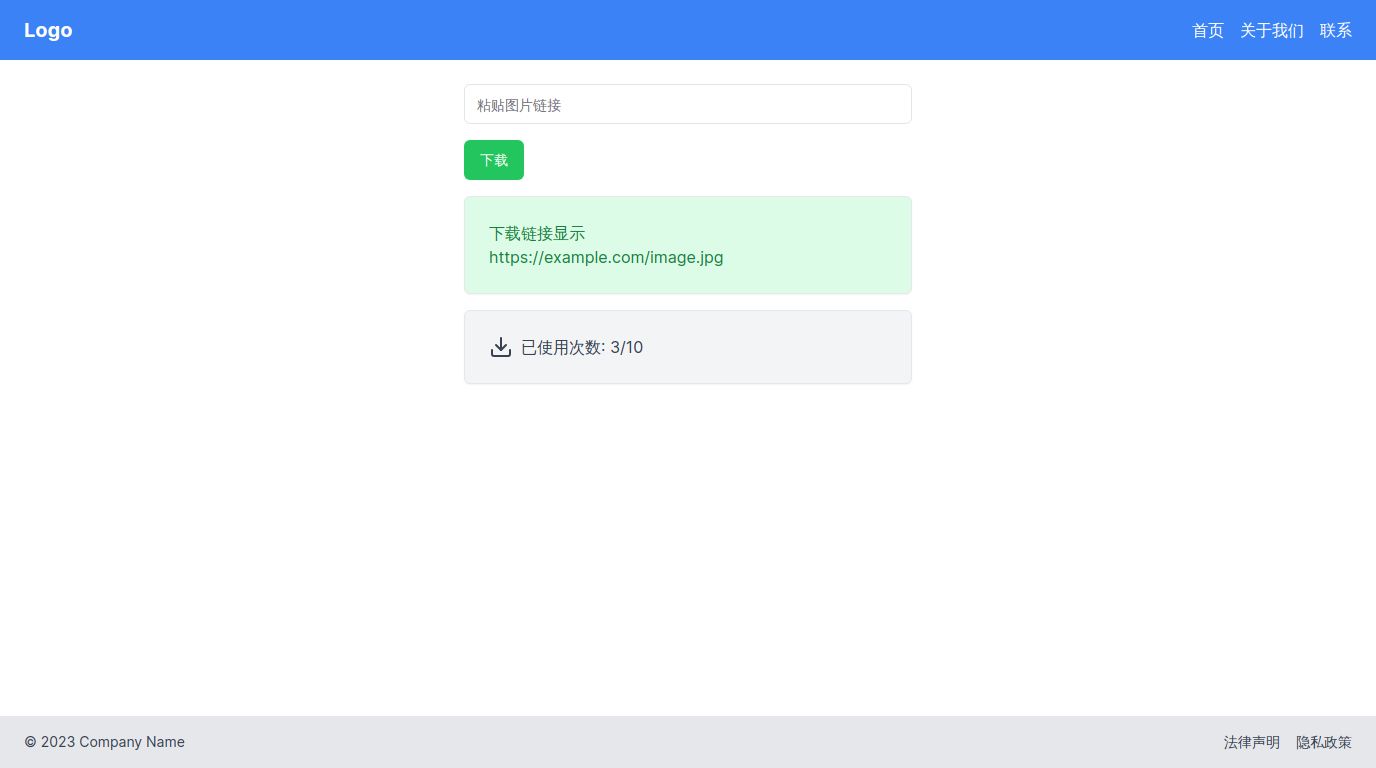 Logo
首页 关于我们 联系
粘贴图片链接
下载
下载链接显示
https://example.com/image.jpg
已使用次数: 3/10
© 2023 Company Name
法律声明 隐私政策